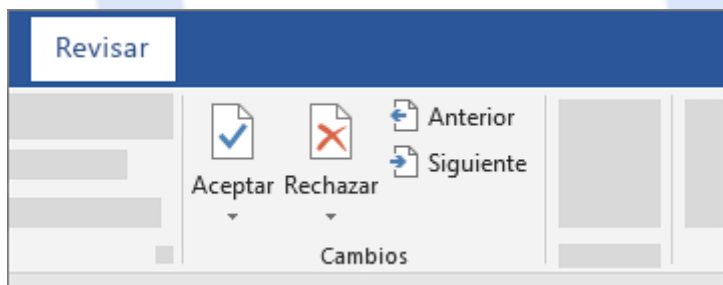 Revisar
Anterior
Siguiente
Aceptar Rechazar
Cambios